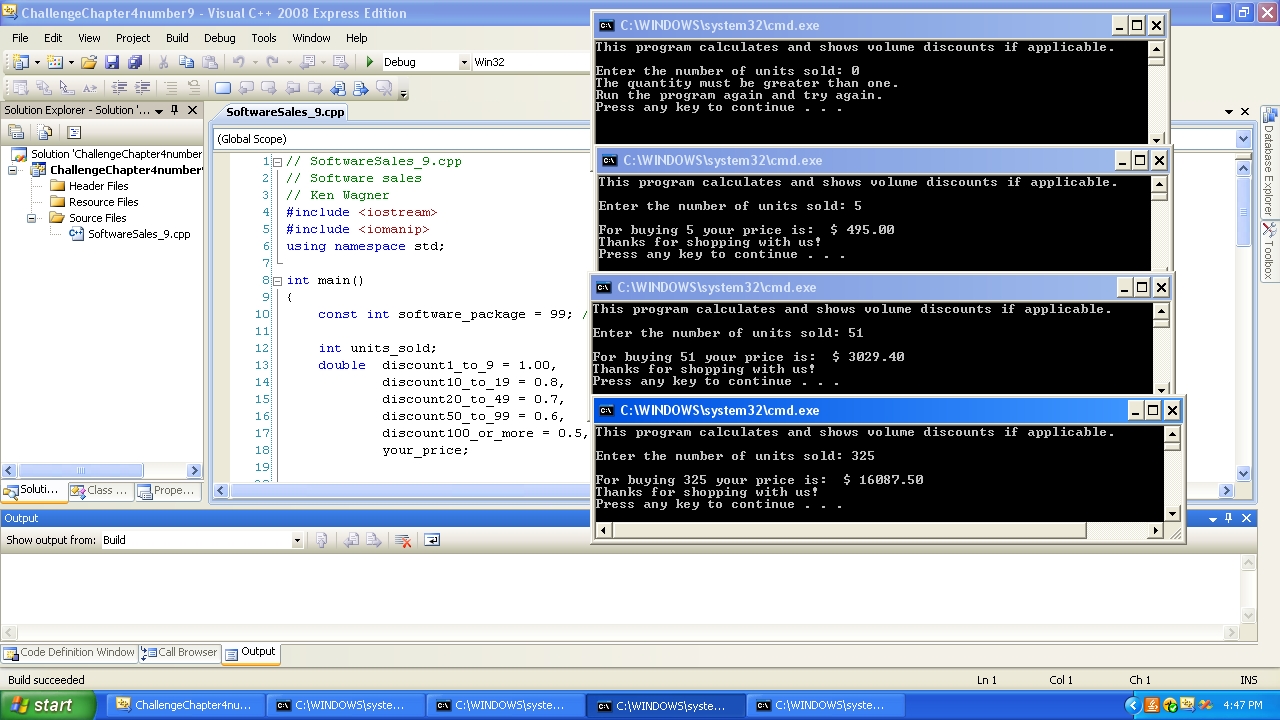 ChallengeChapter4number9 - Visual C++ 2008 Express Edition
File Edit View Project Build Debug Tools Window Help
Debug Win32
Solution Explorer - Solution '...
Solution 'ChallengeChapter4number
ChallengeChapter4number
Header Files
Resource Files
Source Files
SoftwareSales_9.cpp
Soluti... Class ... Prope...
SoftwareSales_9.cpp
(Global Scope)
1 // SoftwareSales_9.cpp
2 // Software sales
3 // Ken Wagner
4 #include <iostream>
5 #include <iomanip>
6 using namespace std;
7
8 int main()
9 {
10 const int software_package = 99; /
11
12 int units_sold;
13 double discount1_to_9 = 1.00,
14 discount10_to_19 = 0.8,
15 discount20_to_49 = 0.7,
16 discount50_to_99 = 0.6,
17 discount100_or_more = 0.5,
18 your_price,
19
C:\WINDOWS\system32\cmd.exe
This program calculates and shows volume discounts if applicable.
Enter the number of units sold: 0
The quantity must be greater than one.
Run the program again and try again.
Press any key to continue . . .
C:\WINDOWS\system32\cmd.exe
This program calculates and shows volume discounts if applicable.
Enter the number of units sold: 5
For buying 5 your price is:  $ 495.00
Thanks for shopping with us!
Press any key to continue . . .
C:\WINDOWS\system32\cmd.exe
This program calculates and shows volume discounts if applicable.
Enter the number of units sold: 51
For buying 51 your price is:  $ 3029.40
Thanks for shopping with us!
Press any key to continue . . .
C:\WINDOWS\system32\cmd.exe
This program calculates and shows volume discounts if applicable.
Enter the number of units sold: 325
For buying 325 your price is:  $ 16087.50
Thanks for shopping with us!
Press any key to continue . . .
Database Explorer
Toolbox
Output
Show output from: Build
Code Definition Window Call Browser Output
Build succeeded Ln 1 Col 1 Ch 1 INS
start ChallengeChapter4nu... C:\WINDOWS\syste... C:\WINDOWS\syste... C:\WINDOWS\syste... C:\WINDOWS\syste... 4:47 PM